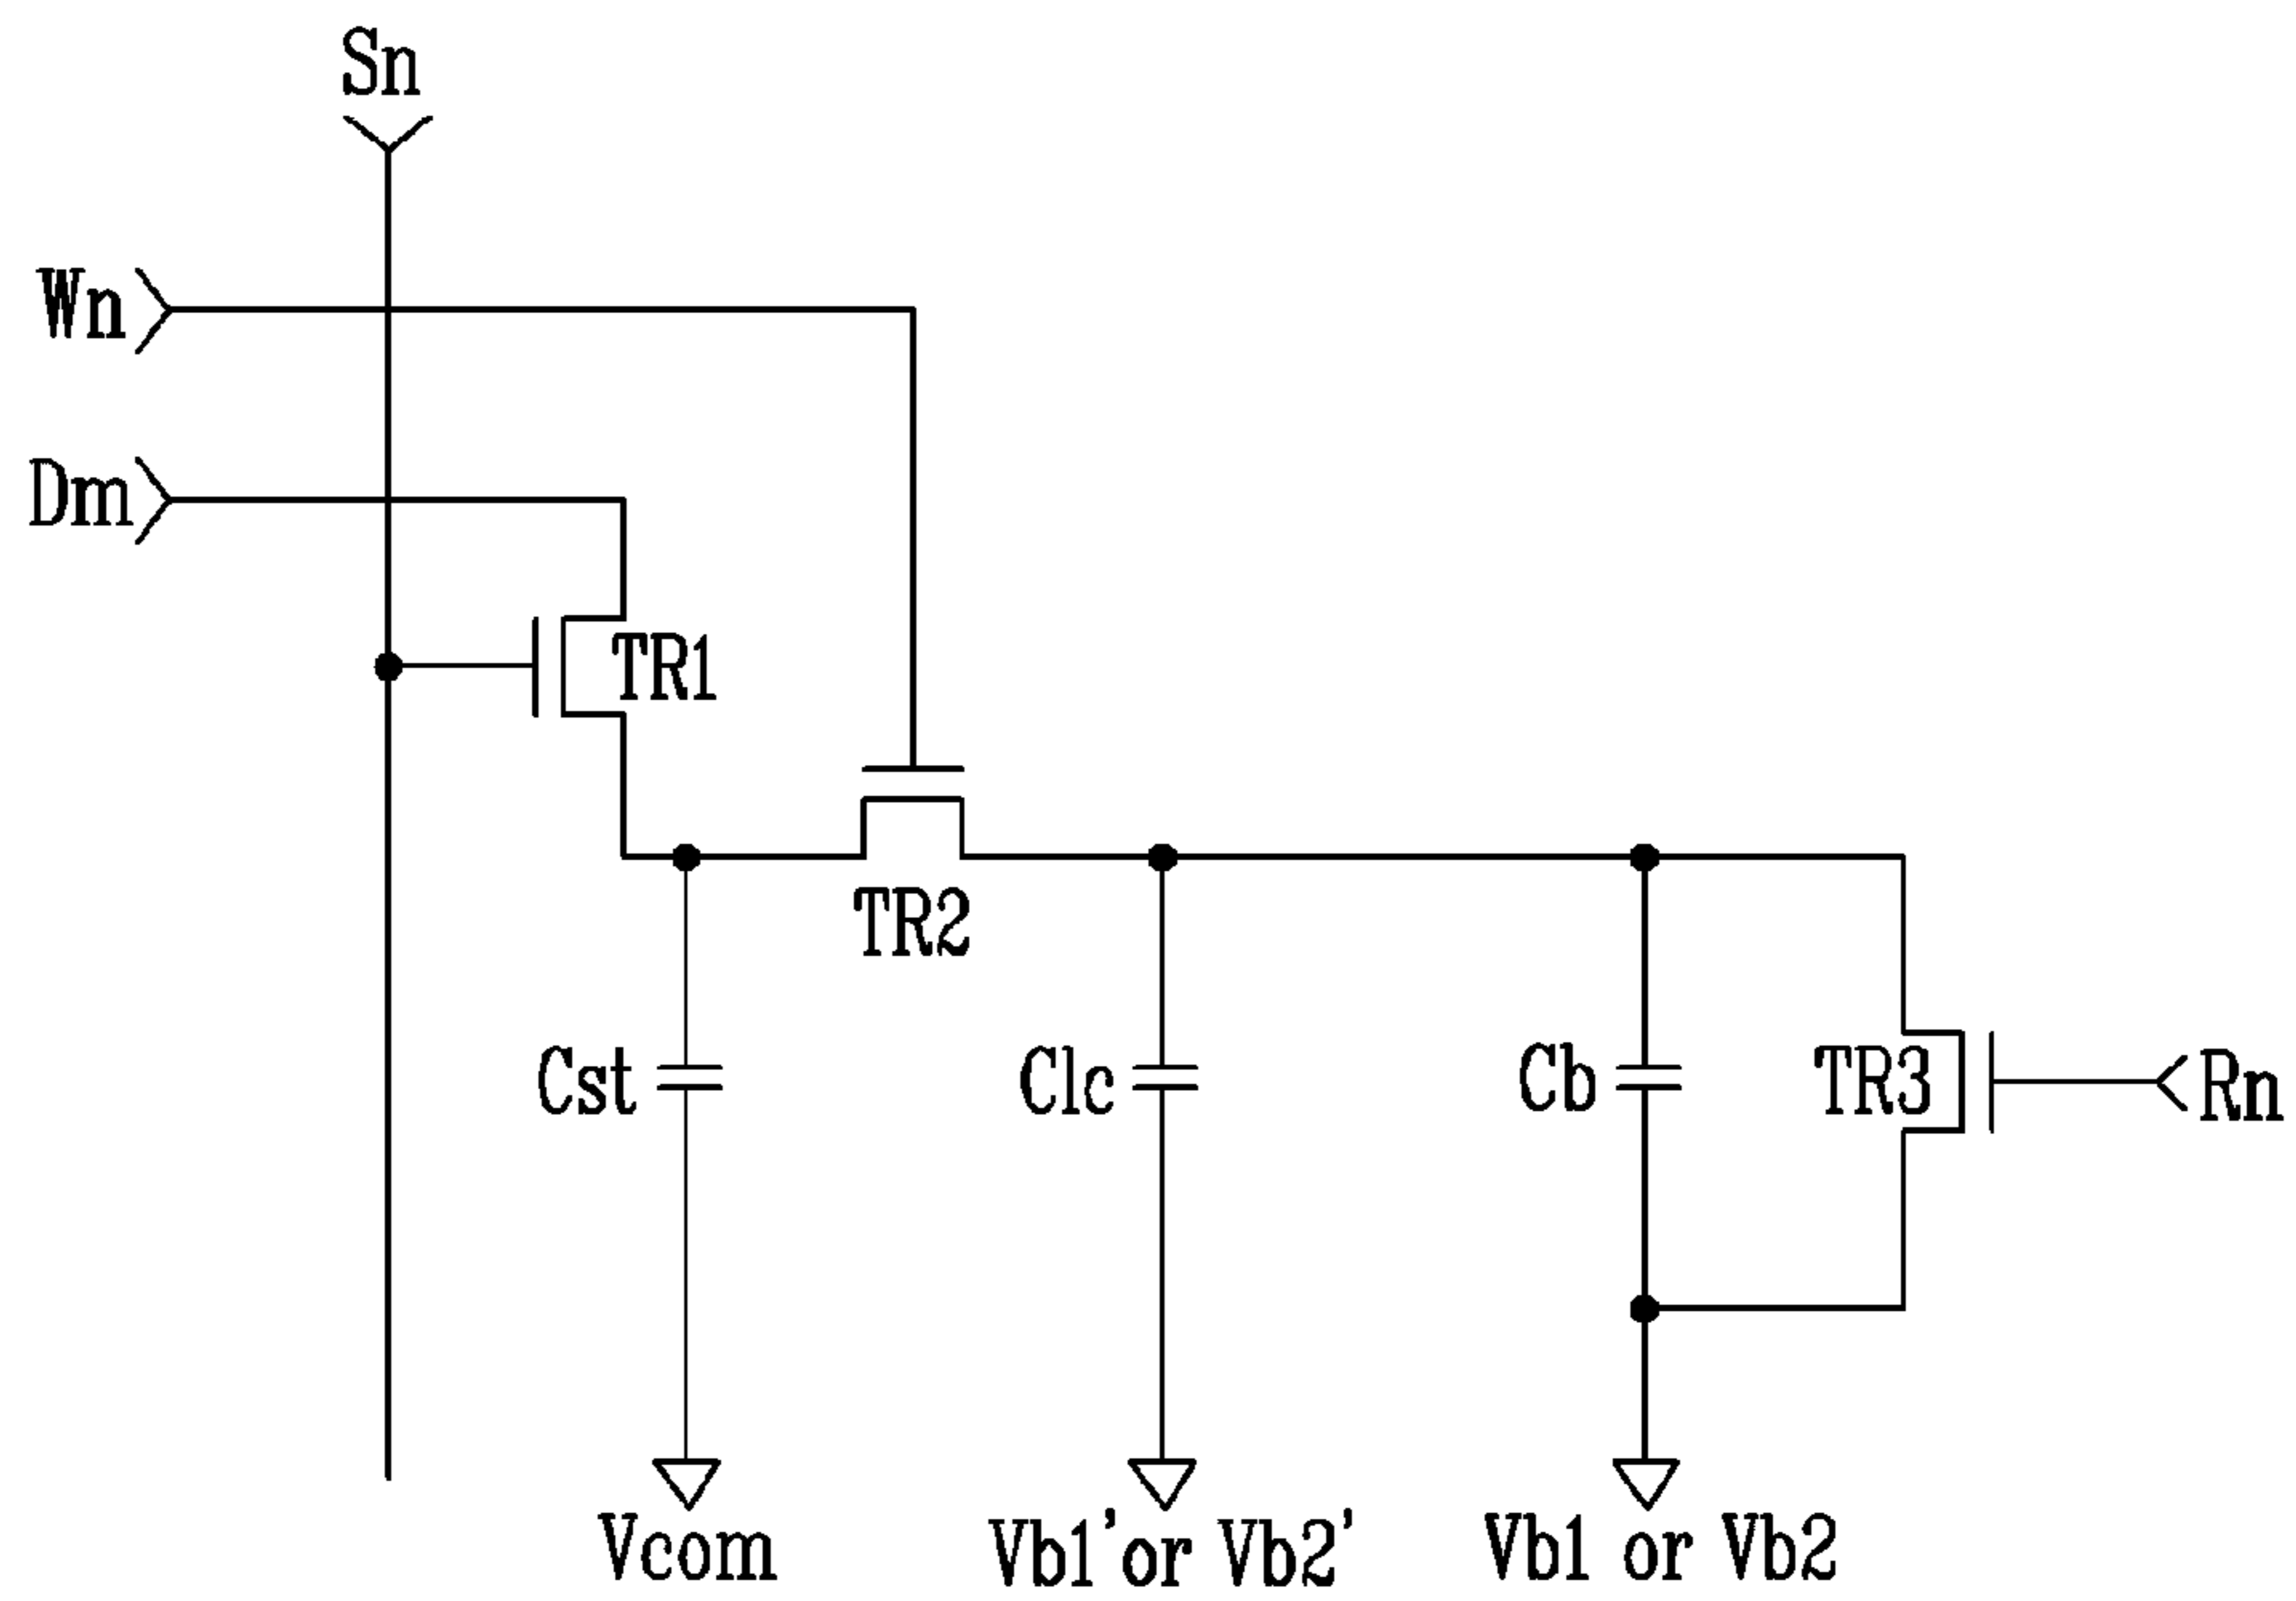 Sn
Wn
Dm
TR1
TR2
Cst
Clc
Cb
TR3
Rn
Vcom
Vb1'or Vb2'
Vb1 or Vb2